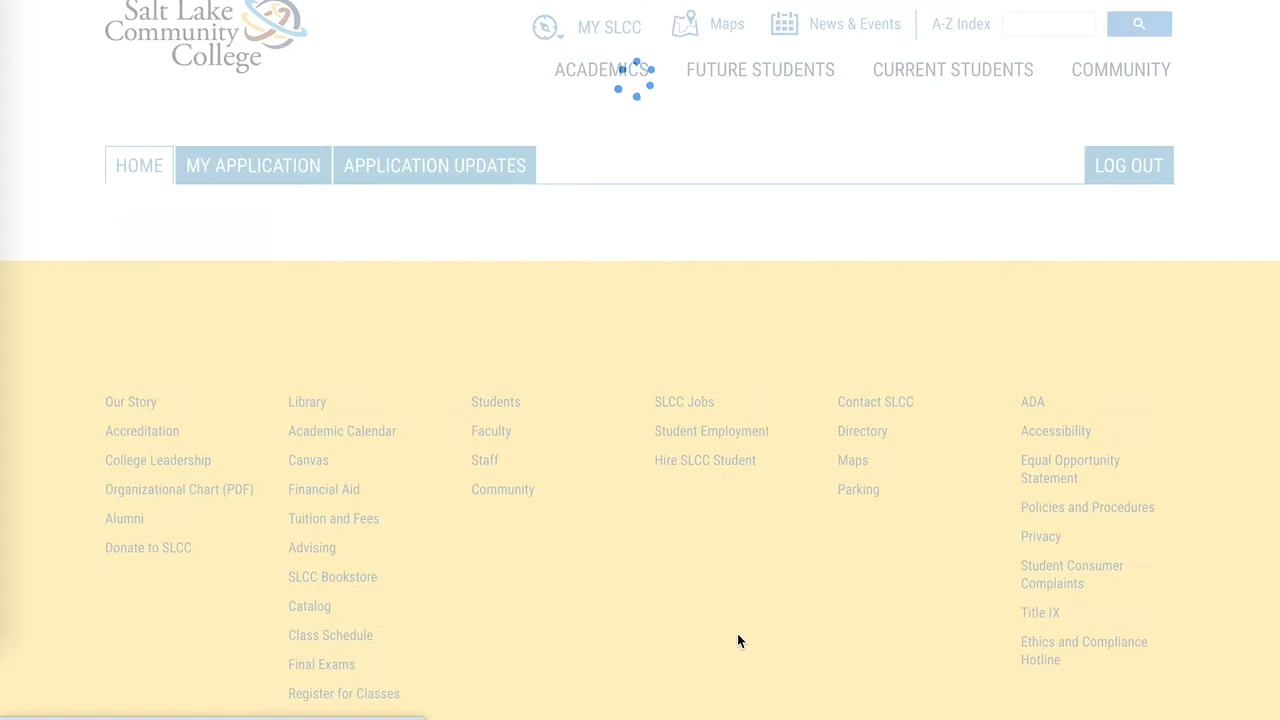 Salt Lake
Community
College
MY SLCC
Maps
News & Events
A-Z Index
ACADEMICS
FUTURE STUDENTS
CURRENT STUDENTS
COMMUNITY
HOME
MY APPLICATION
APPLICATION UPDATES
LOG OUT
Our Story
Accreditation
College Leadership
Organizational Chart (PDF)
Alumni
Donate to SLCC
Library
Academic Calendar
Canvas
Financial Aid
Tuition and Fees
Advising
SLCC Bookstore
Catalog
Class Schedule
Final Exams
Register for Classes
Students
Faculty
Staff
Community
SLCC Jobs
Student Employment
Hire SLCC Student
Contact SLCC
Directory
Maps
Parking
ADA
Accessibility
Equal Opportunity
Statement
Policies and Procedures
Privacy
Student Consumer
Complaints
Title IX
Ethics and Compliance
Hotline